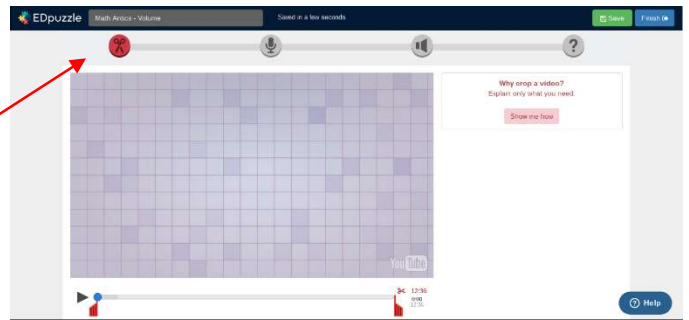 EDpuzzle
Math Antics - Volume
Saved in a few seconds
Save
Finish
?
Why crop a video?
Explain only what you need.
Show me how
YouTube
12:36
0:00
12:36
? Help